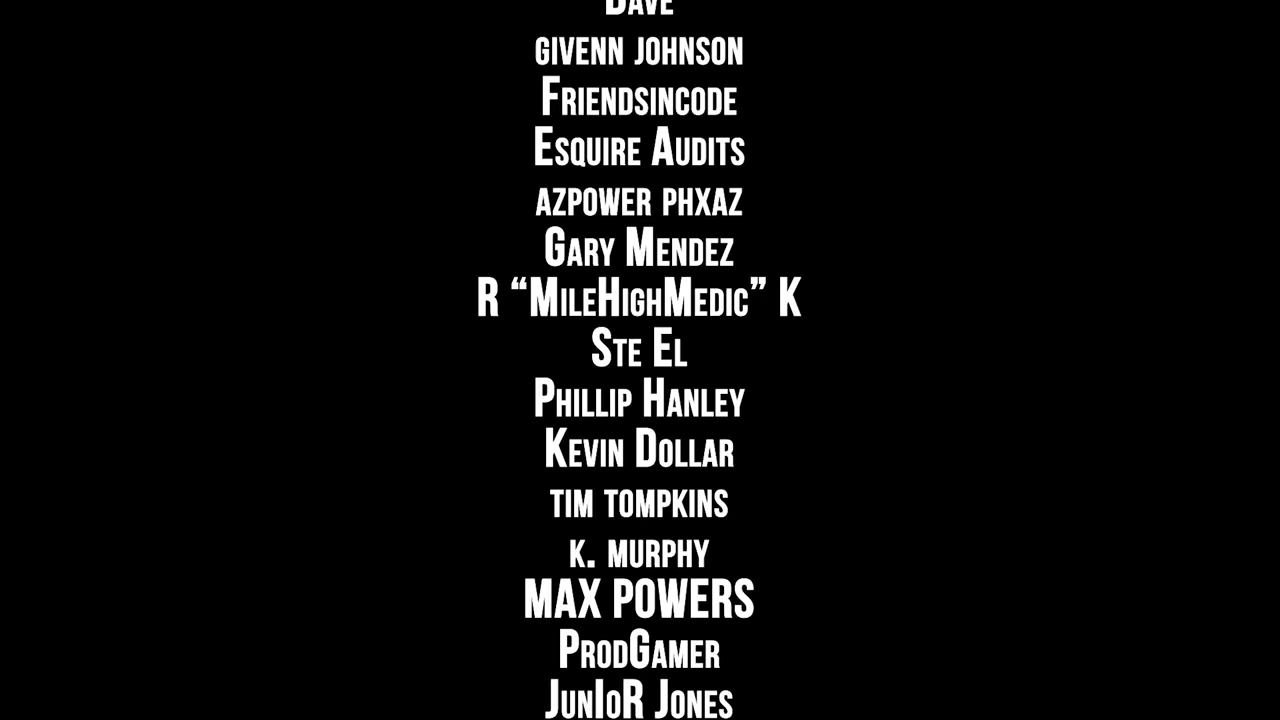 Dave
givenn johnson
Friendsincode
Esquire Audits
azpower phxaz
Gary Mendez
R “MileHighMedic” K
Ste El
Phillip Hanley
Kevin Dollar
tim tompkins
k. murphy
MAX POWERS
ProdGamer
JunIoR Jones